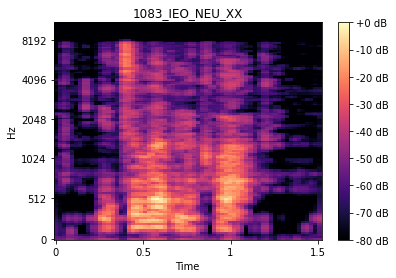 1083_IEO_NEU_XX
8192
4096
2048
1024
512
0
Hz
0
0.5
1
1.5
Time
+0 dB
-10 dB
-20 dB
-30 dB
-40 dB
-50 dB
-60 dB
-70 dB
-80 dB